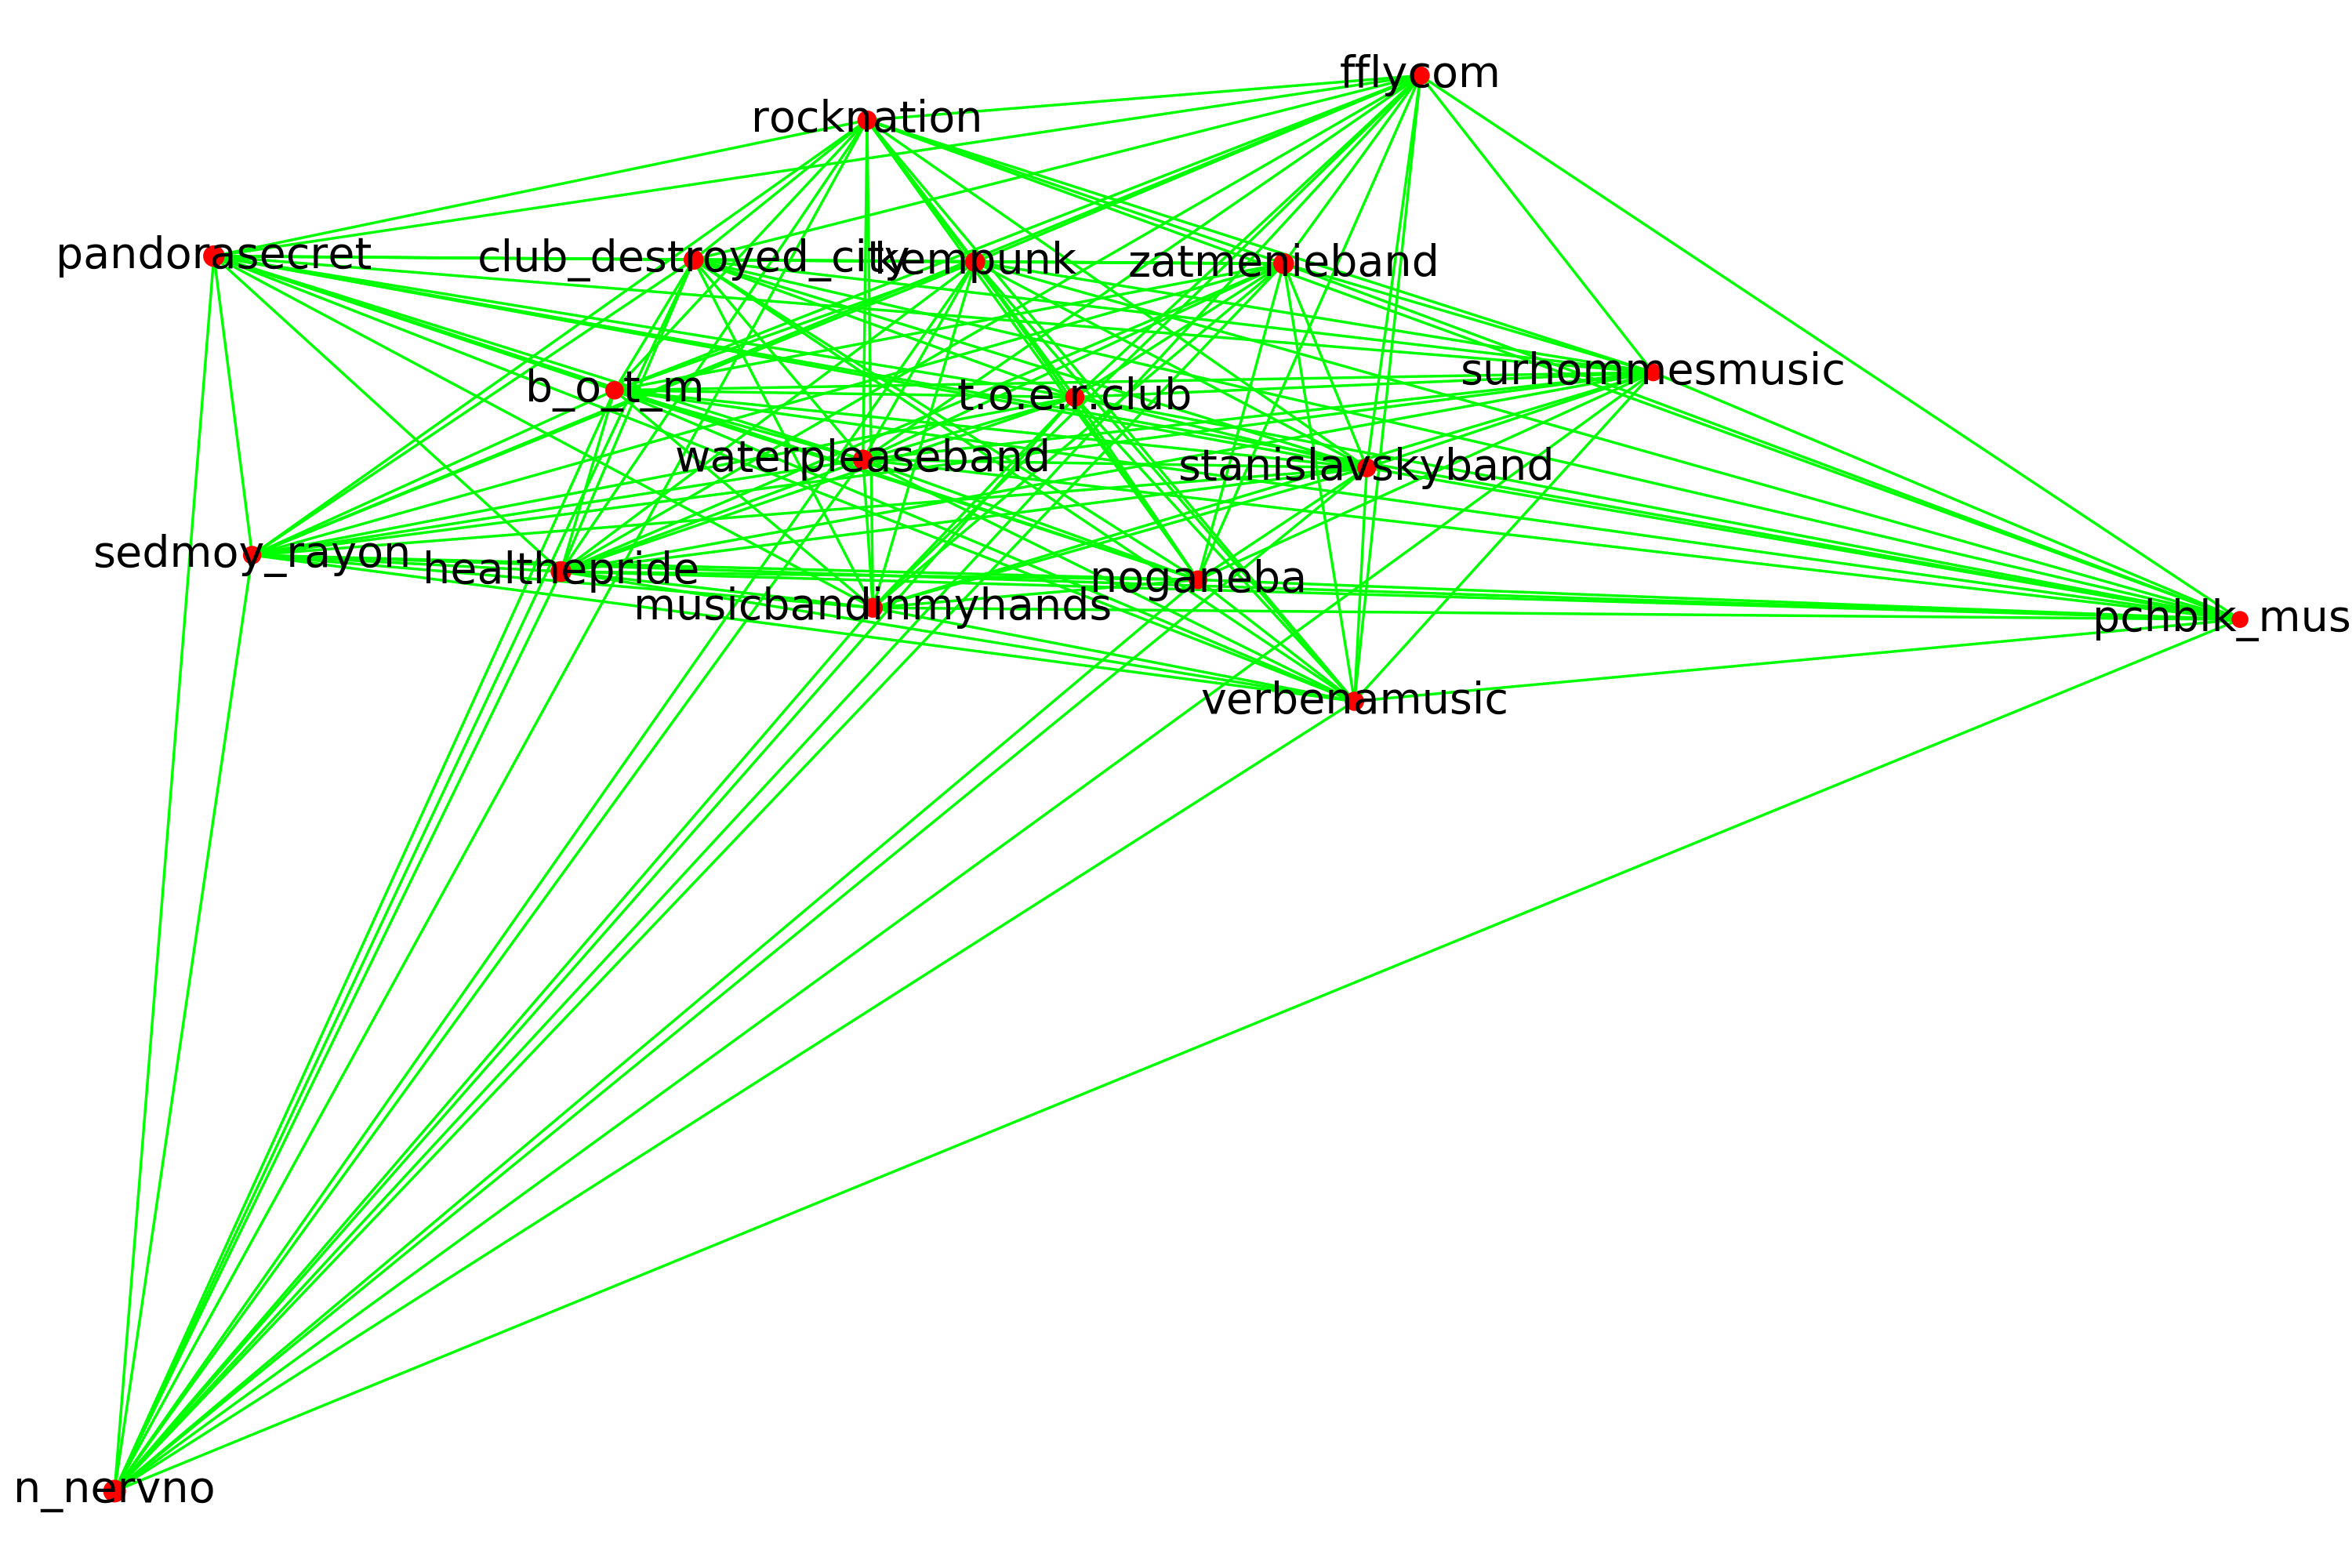 fflycom
rocknation
pandorasecret
club_destroyed_city
kempunk
zatmenieband
surhommesmusic
b_o_t_m
t.o.e.r.club
waterpleaseband
stanislavskyband
sedmoy_rayon
healthepride
noganeba
musicbandinmyhands
pchblk_mus
verbenamusic
n_nervno